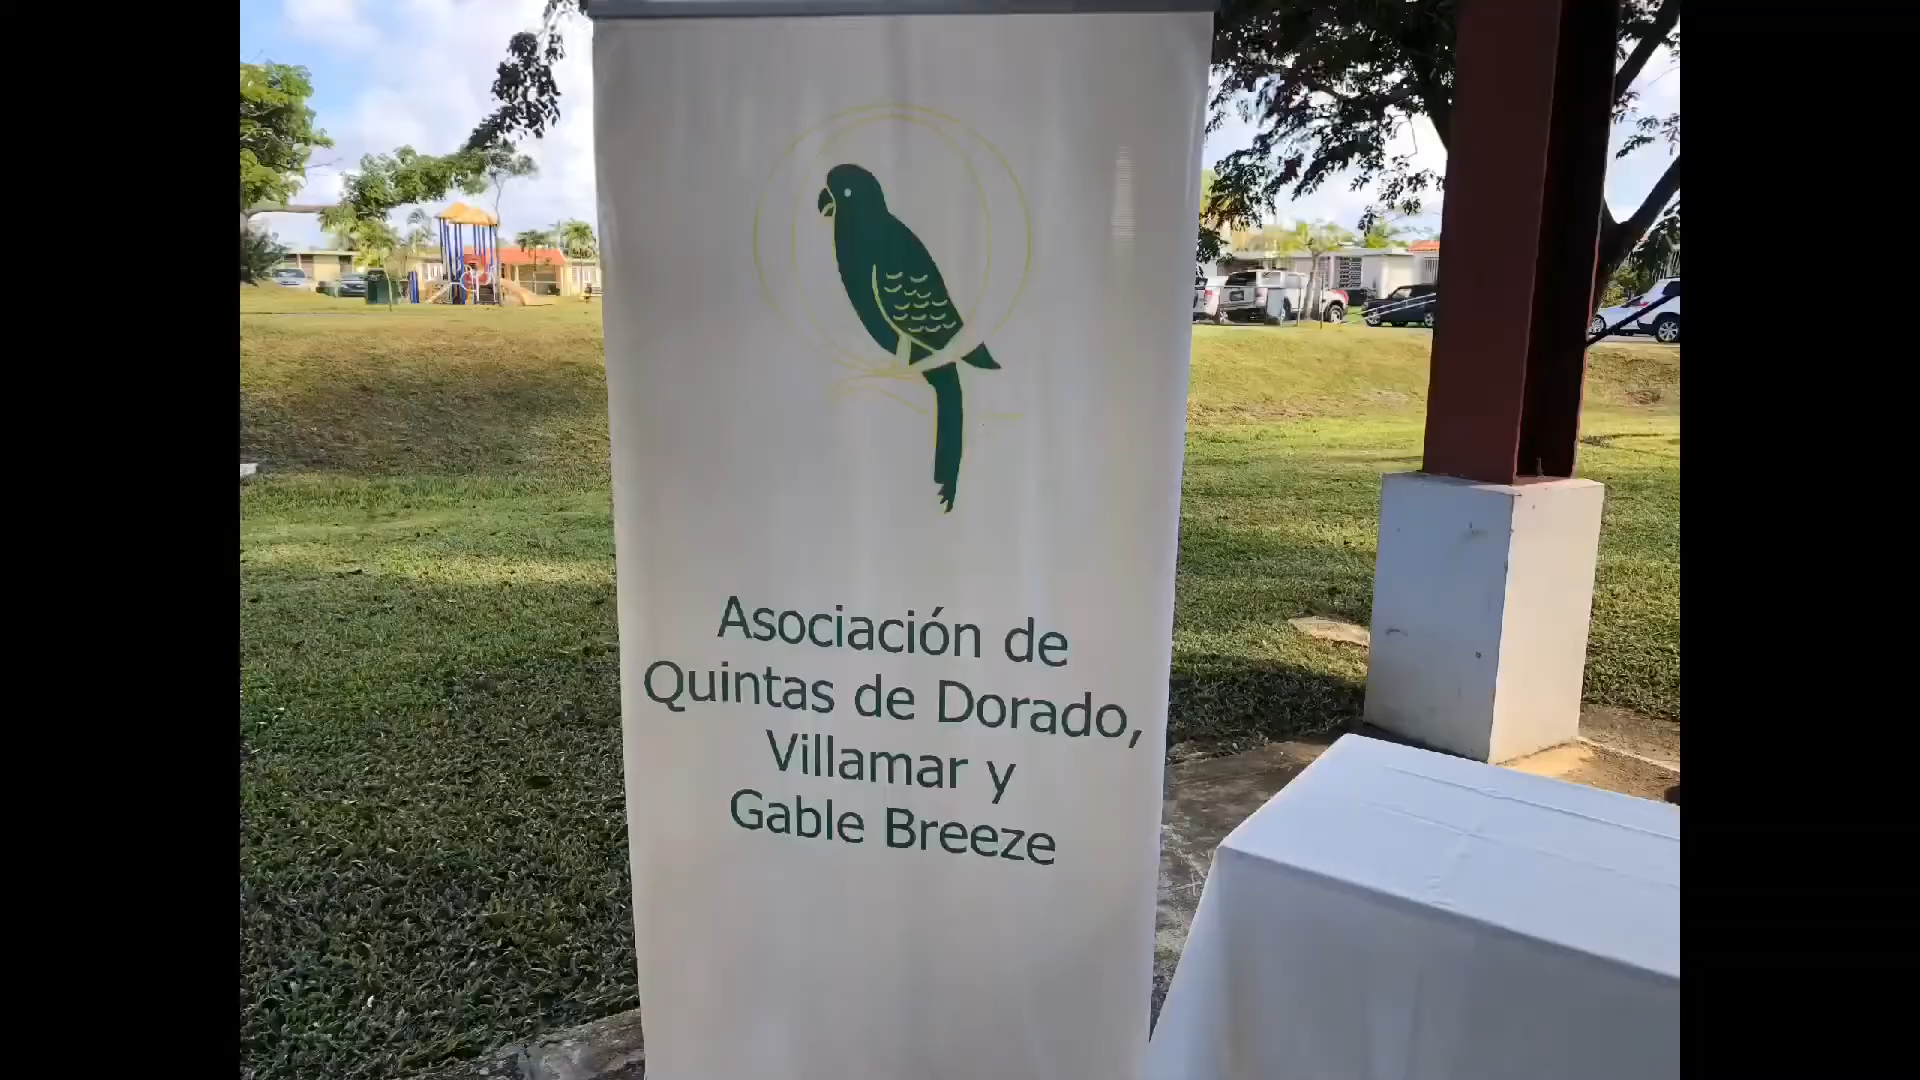 Asociación de
Quintas de Dorado,
Villamar y
Gable Breeze